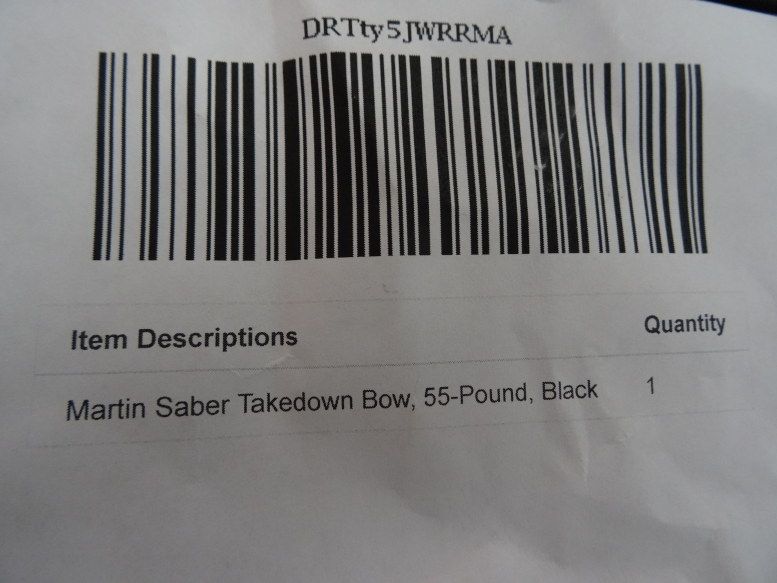 DRTty5JWRRMA
Item Descriptions Quantity
Martin Saber Takedown Bow, 55-Pound, Black 1